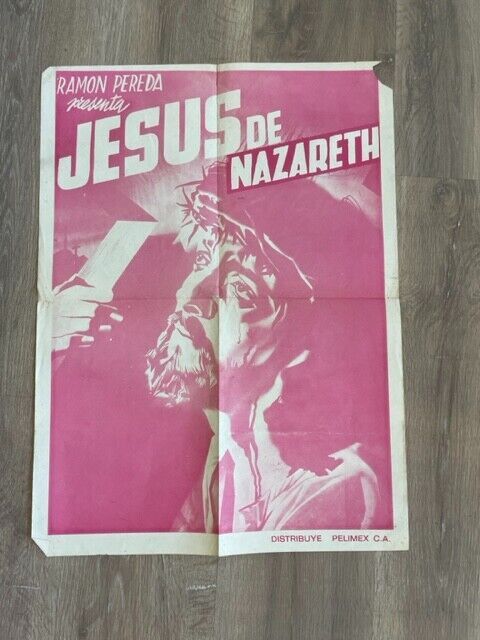 RAMON PEREDA
presenta
JESUS DE
NAZARETH
DISTRIBUYE PELIMEX C.A.